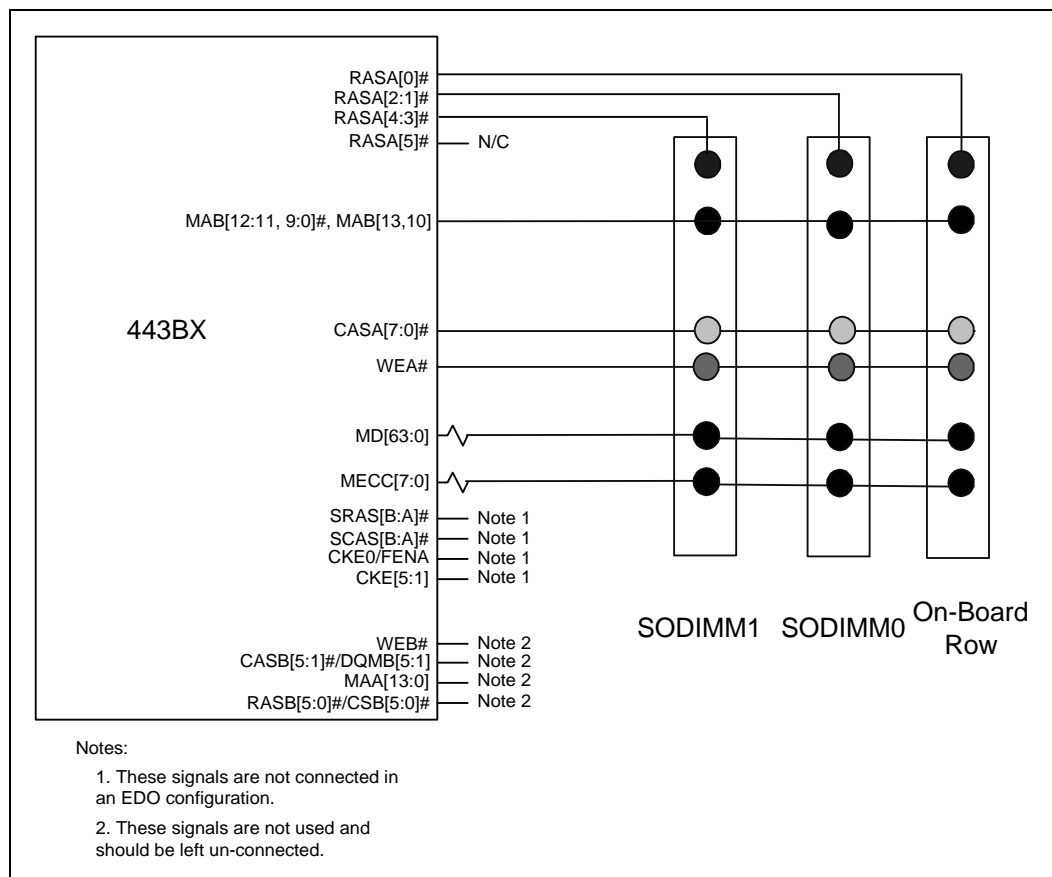 RASA[0]#
RASA[2:1]#
RASA[4:3]#
RASA[5]# N/C
MAB[12:11, 9:0]#, MAB[13,10]
443BX
CASA[7:0]#
WEA#
MD[63:0]
MECC[7:0]
SRAS[B:A]# Note 1
SCAS[B:A]# Note 1
CKE0/FENA Note 1
CKE[5:1] Note 1
WEB# Note 2
CASB[5:1]#/DQMB[5:1] Note 2
MAA[13:0] Note 2
RASB[5:0]#/CSB[5:0]# Note 2
SODIMM1
SODIMM0
On-Board
Row
Notes:
1. These signals are not connected in
an EDO configuration.
2. These signals are not used and
should be left un-connected.